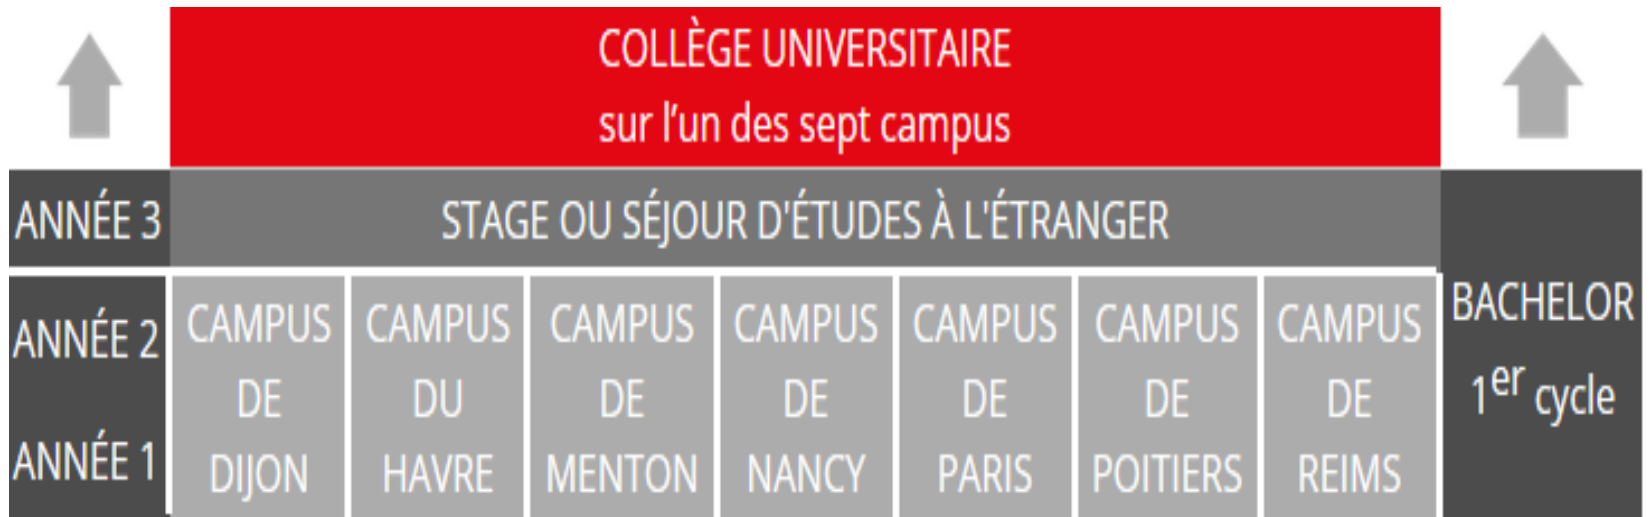 COLLÈGE UNIVERSITAIRE
sur l'un des sept campus
ANNÉE 3
STAGE OU SÉJOUR D'ÉTUDES À L'ÉTRANGER
ANNÉE 2
ANNÉE 1
CAMPUS
DE
DIJON
CAMPUS
DU
HAVRE
CAMPUS
DE
MENTON
CAMPUS
DE
NANCY
CAMPUS
DE
PARIS
CAMPUS
DE
POITIERS
CAMPUS
DE
REIMS
BACHELOR
1er cycle